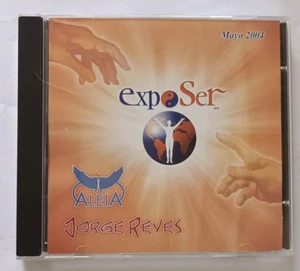 Mayo 2004
expoSer
ALEIA
JORGE REYES